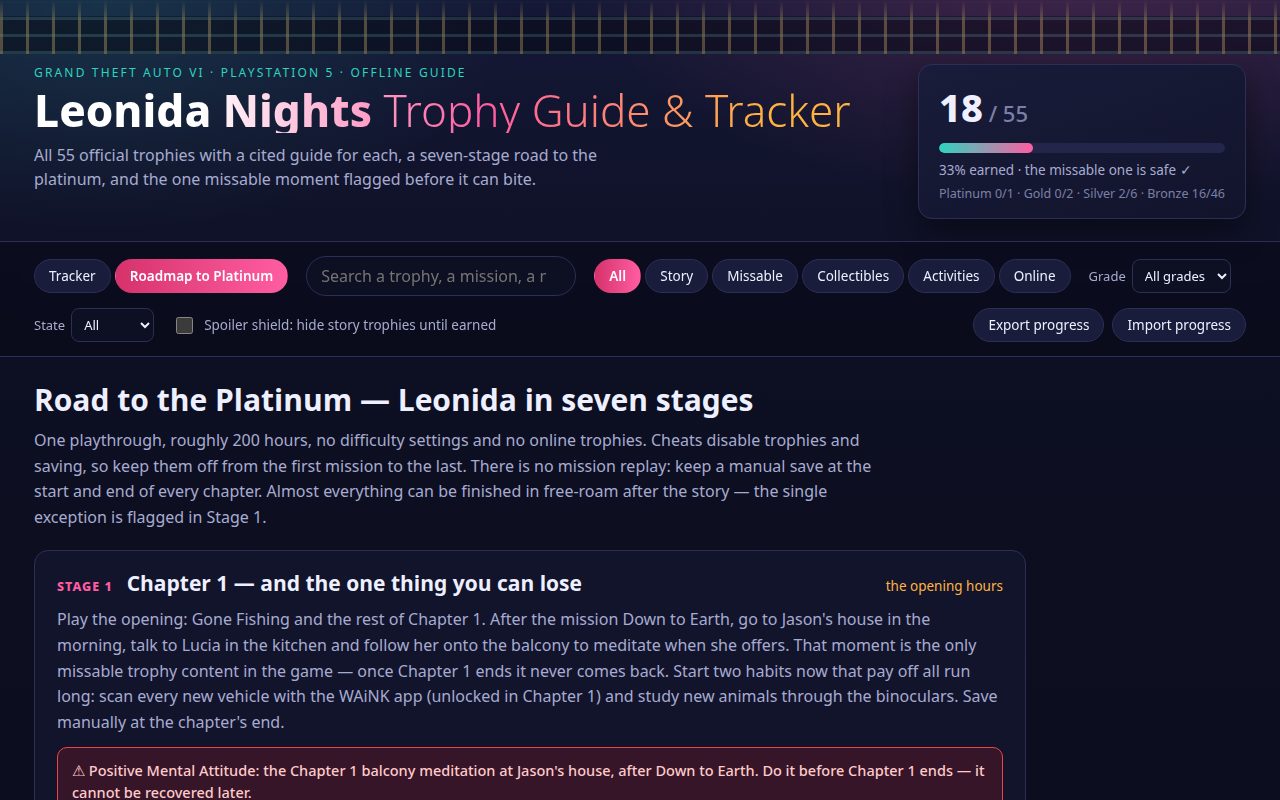 GRAND THEFT AUTO VI · PLAYSTATION 5 · OFFLINE GUIDE
Leonida Nights Trophy Guide & Tracker
All 55 official trophies with a cited guide for each, a seven-stage road to the
platinum, and the one missable moment flagged before it can bite.
18 / 55
33% earned · the missable one is safe ✓
Platinum 0/1 · Gold 0/2 · Silver 2/6 · Bronze 16/46
Tracker
Roadmap to Platinum
Search a trophy, a mission, a r
All
Story
Missable
Collectibles
Activities
Online
Grade
All grades
State
All
Spoiler shield: hide story trophies until earned
Export progress
Import progress
Road to the Platinum — Leonida in seven stages
One playthrough, roughly 200 hours, no difficulty settings and no online trophies. Cheats disable trophies and
saving, so keep them off from the first mission to the last. There is no mission replay: keep a manual save at the
start and end of every chapter. Almost everything can be finished in free-roam after the story — the single
exception is flagged in Stage 1.
STAGE 1 Chapter 1 — and the one thing you can lose
the opening hours
Play the opening: Gone Fishing and the rest of Chapter 1. After the mission Down to Earth, go to Jason's house in the
morning, talk to Lucia in the kitchen and follow her onto the balcony to meditate when she offers. That moment is the only
missable trophy content in the game — once Chapter 1 ends it never comes back. Start two habits now that pay off all run
long: scan every new vehicle with the WAiNK app (unlocked in Chapter 1) and study new animals through the binoculars. Save
manually at the chapter's end.
⚠ Positive Mental Attitude: the Chapter 1 balcony meditation at Jason's house, after Down to Earth. Do it before Chapter 1 ends — it
cannot be recovered later.